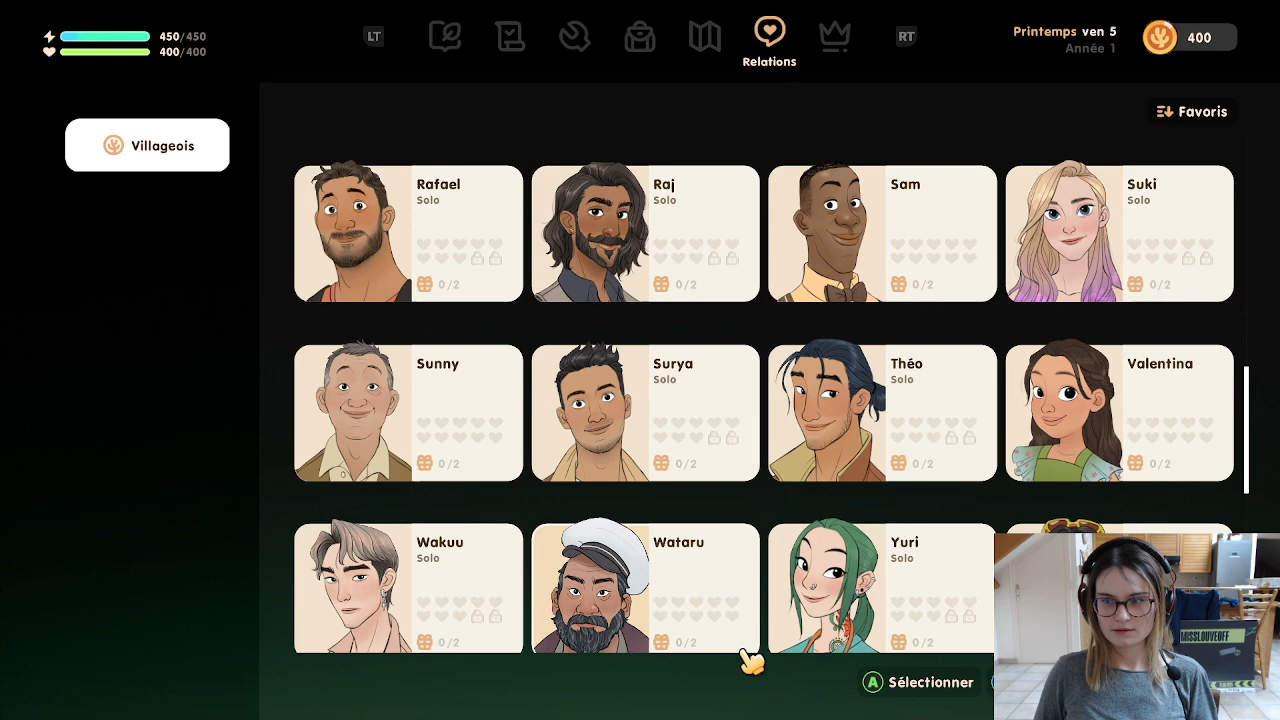 450/450
400/400
LT
RT
Relations
Printemps ven 5
Année 1
400
Villageois
Favoris
Rafael
Solo
0/2
Raj
Solo
0/2
Sam
0/2
Suki
Solo
0/2
Sunny
0/2
Surya
Solo
0/2
Théo
Solo
0/2
Valentina
0/2
Wakuu
Solo
0/2
Wataru
0/2
Yuri
Solo
0/2
A Sélectionner
MISSLOUVEOFF